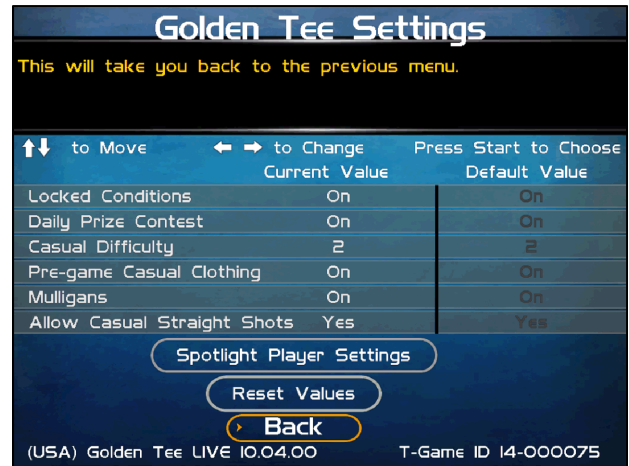 Golden Tee Settings
This will take you back to the previous menu.
to Move to Change Press Start to Choose
Current Value Default Value
Locked Conditions On On
Daily Prize Contest On On
Casual Difficulty 2 2
Pre-game Casual Clothing On On
Mulligans On On
Allow Casual Straight Shots Yes Yes
Spotlight Player Settings
Reset Values
Back
(USA) Golden Tee LIVE 10.04.00 T-Game ID 14-000075